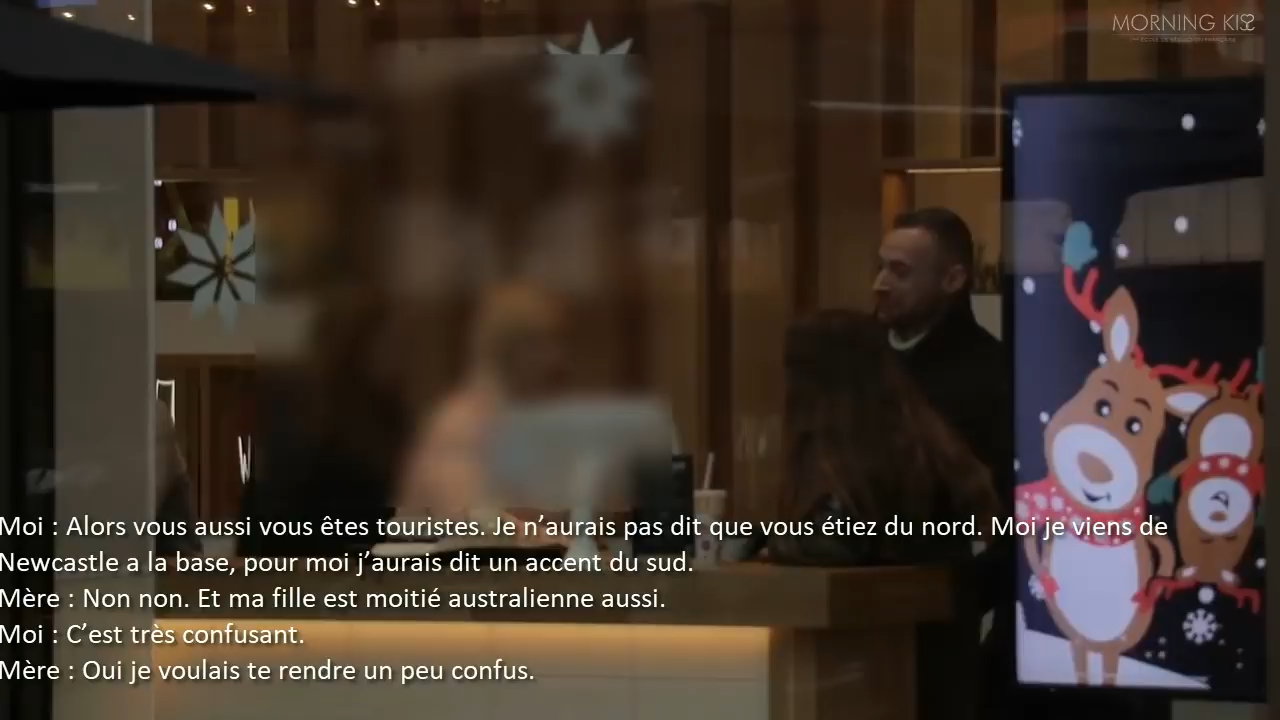 MORNING KISS
Moi : Alors vous aussi vous êtes touristes. Je n’aurais pas dit que vous étiez du nord. Moi je viens de
Newcastle a la base, pour moi j’aurais dit un accent du sud.
Mère : Non non. Et ma fille est moitié australienne aussi.
Moi : C’est très confusant.
Mère : Oui je voulais te rendre un peu confus.